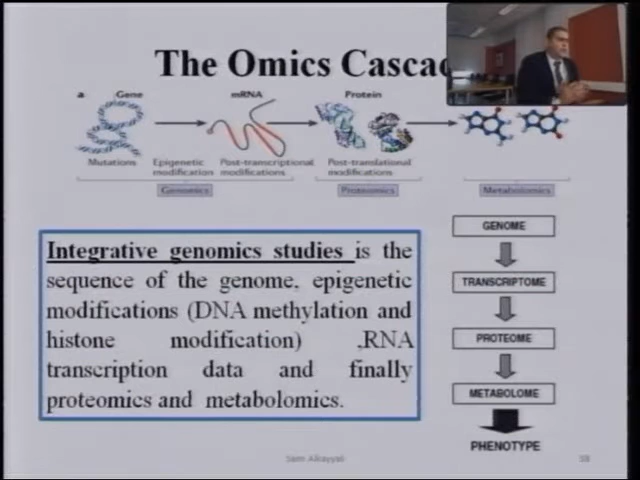 The Omics Cascad
a Gene mRNA Protein
Mutations Epigenetic modification Post-transcriptional modifications Post-translational modifications
Genomics Proteomics Metabolomics
Integrative genomics studies is the
sequence of the genome, epigenetic
modifications (DNA methylation and
histone modification) ,RNA
transcription data and finally
proteomics and metabolomics.
GENOME
TRANSCRIPTOME
PROTEOME
METABOLOME
PHENOTYPE
38